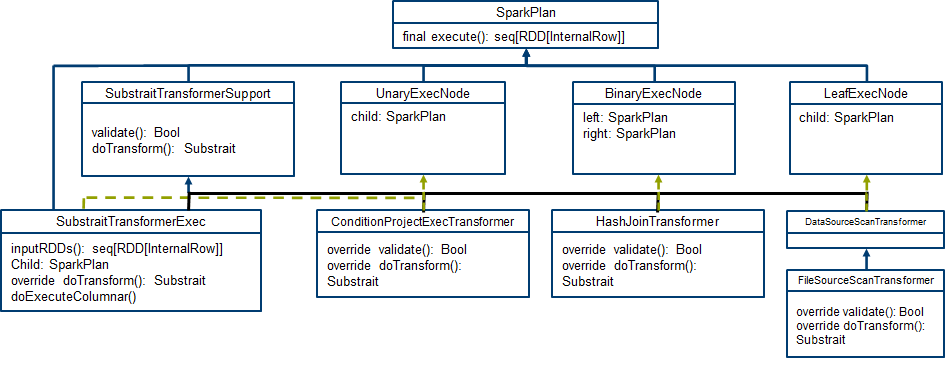 SparkPlan
final execute(): seq[RDD[InternalRow]]
SubstraitTransformerSupport
validate(): Bool
doTransform(): Substrait
UnaryExecNode
child: SparkPlan
BinaryExecNode
left: SparkPlan
right: SparkPlan
LeafExecNode
child: SparkPlan
SubstraitTransformerExec
inputRDDs(): seq[RDD[InternalRow]]
Child: SparkPlan
override doTransform(): Substrait
doExecuteColumnar()
ConditionProjectExecTransformer
override validate(): Bool
override doTransform():
Substrait
HashJoinTransformer
override validate(): Bool
override doTransform():
Substrait
DataSourceScanTransformer
FileSourceScanTransformer
override validate(): Bool
override doTransform():
Substrait